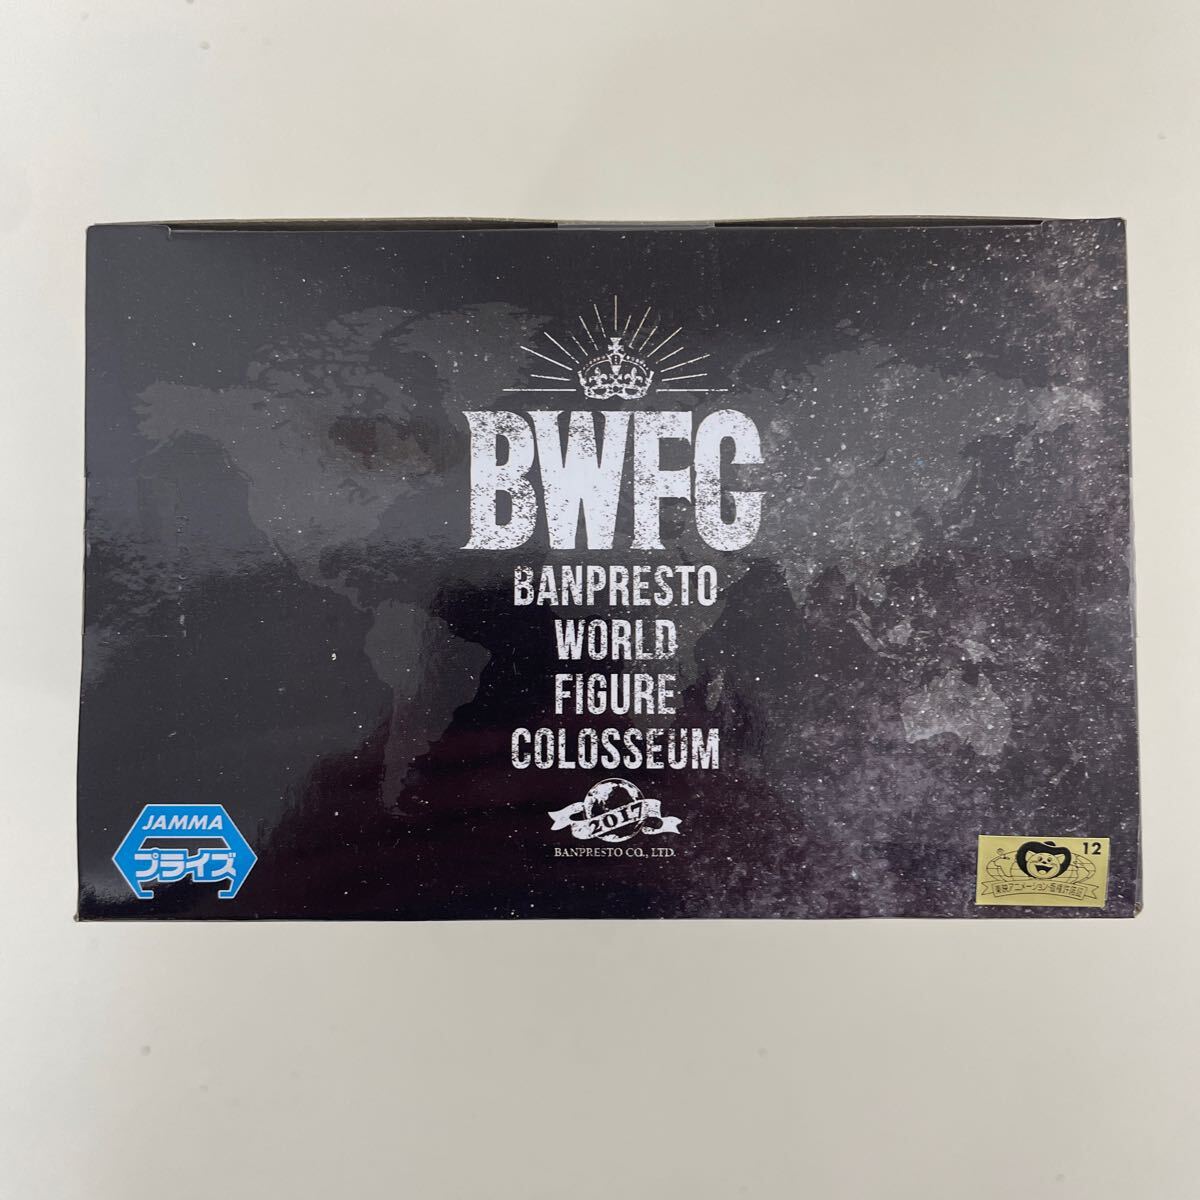 BWFC
BANPRESTO
WORLD
FIGURE
COLOSSEUM
2017
BANPRESTO CO., LTD.
JAMMA
プライズ
12
東映アニメーション・版権許諾証